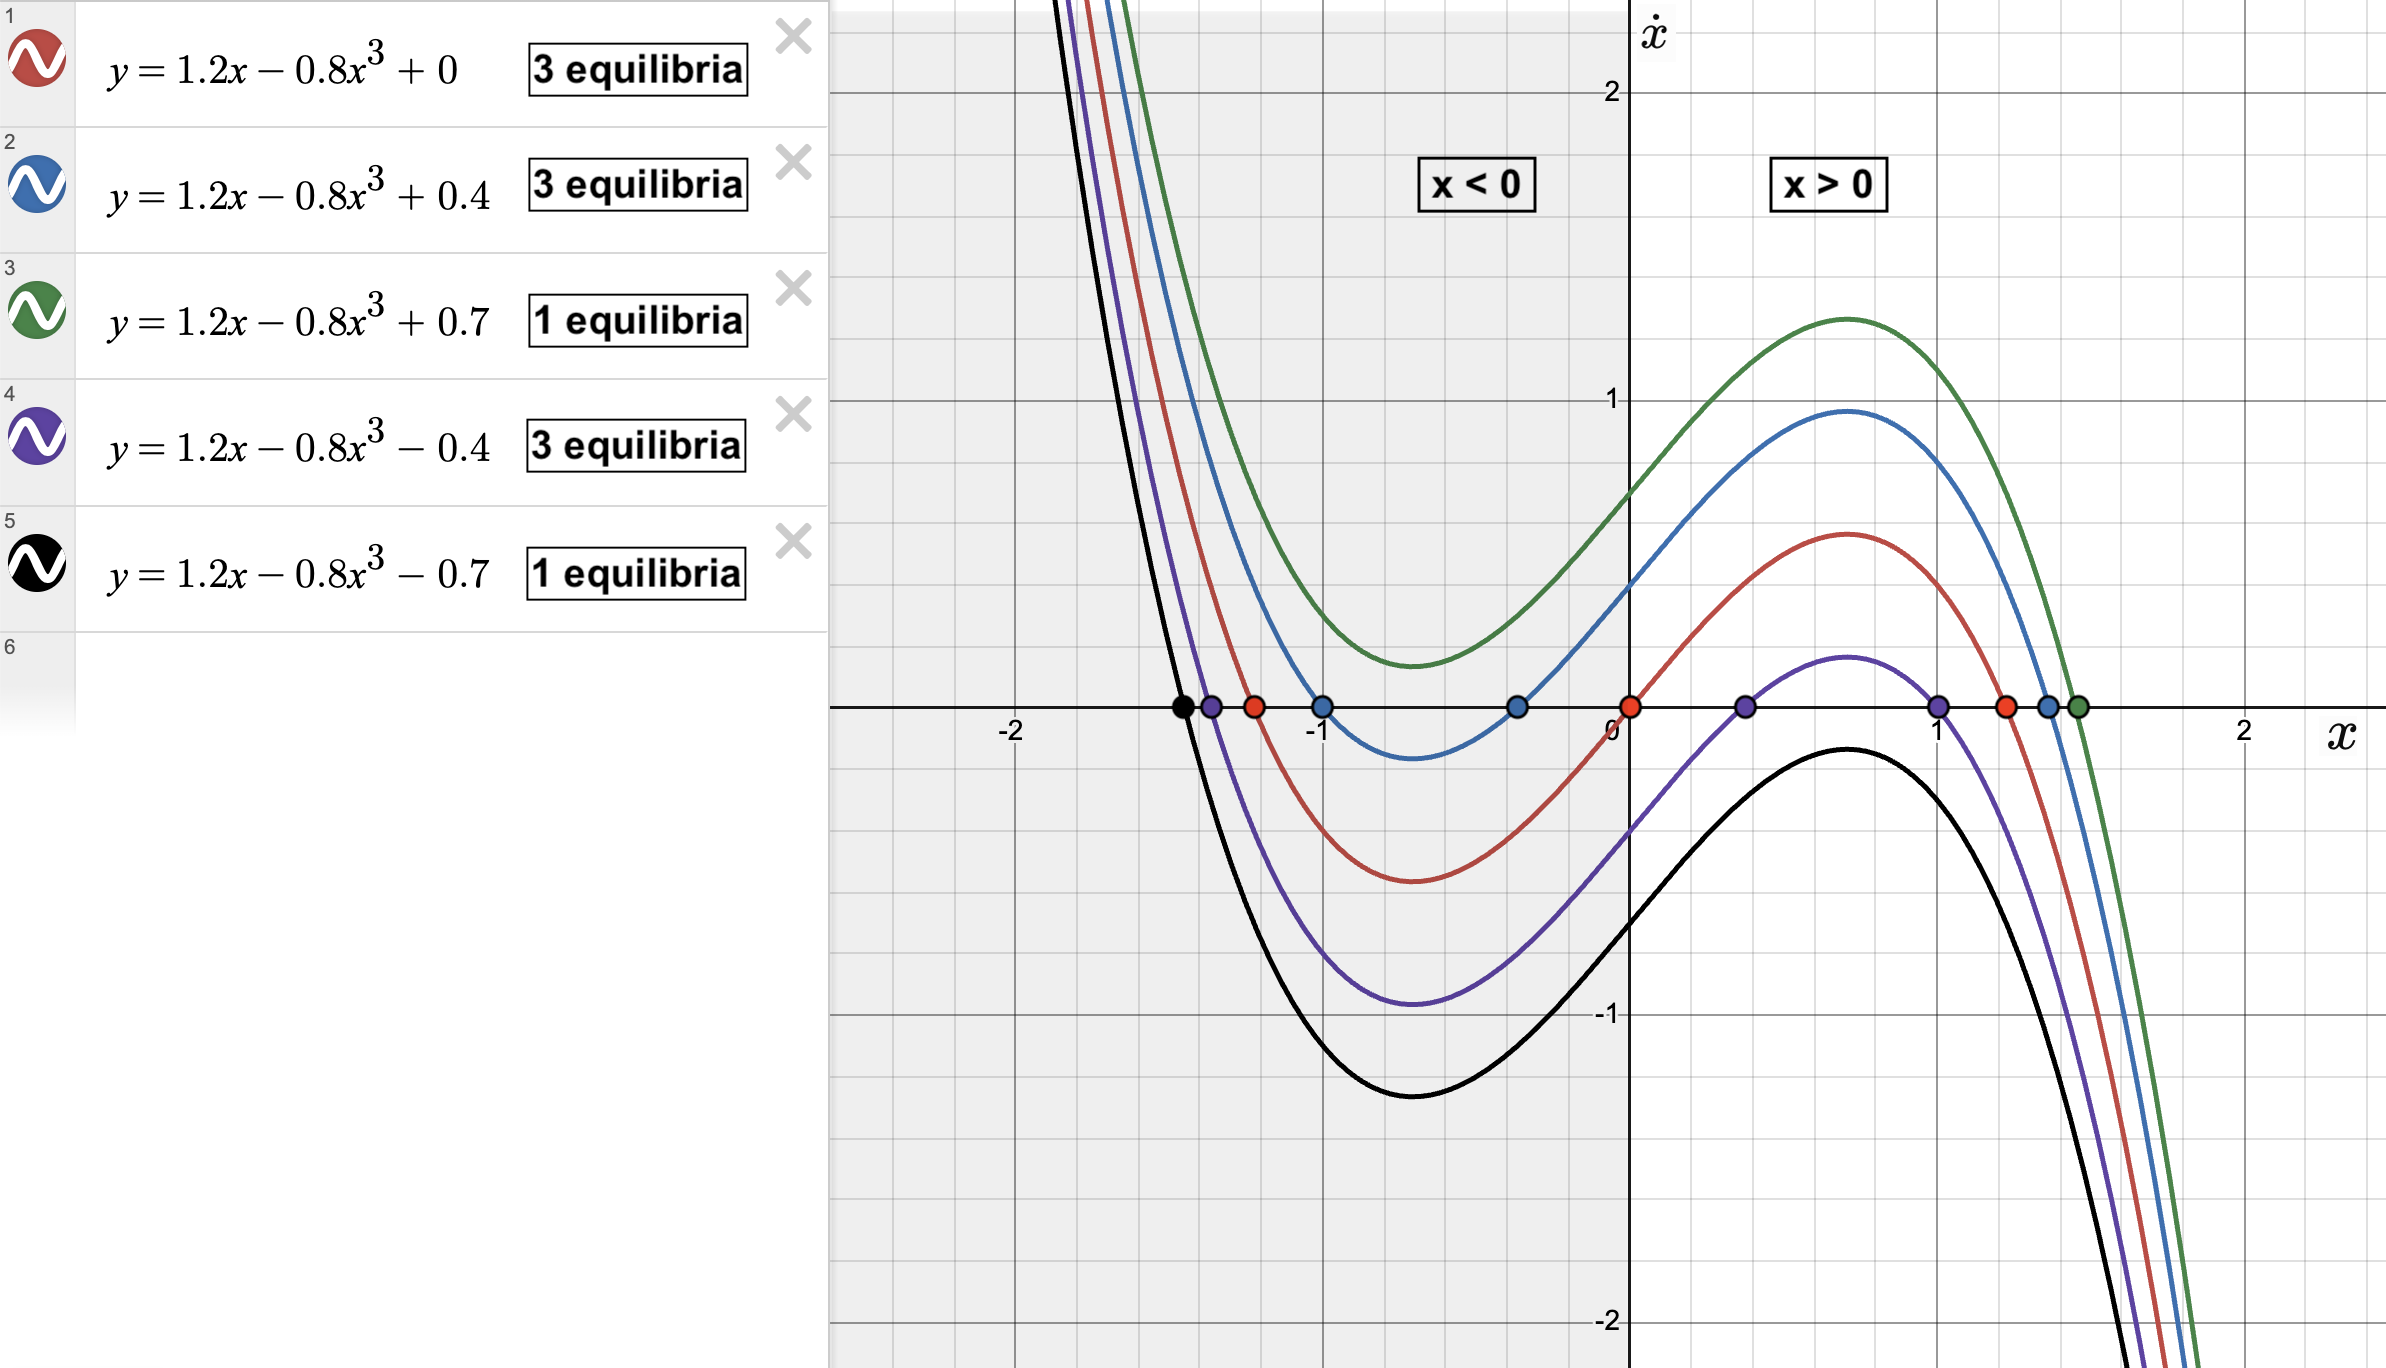 1
y = 1.2x − 0.8x³ + 0
3 equilibria
2
y = 1.2x − 0.8x³ + 0.4
3 equilibria
3
y = 1.2x − 0.8x³ + 0.7
1 equilibria
4
y = 1.2x − 0.8x³ − 0.4
3 equilibria
5
y = 1.2x − 0.8x³ − 0.7
1 equilibria
6
ẋ
2
x < 0
x > 0
1
-2
-1
0
1
2
x
-1
-2